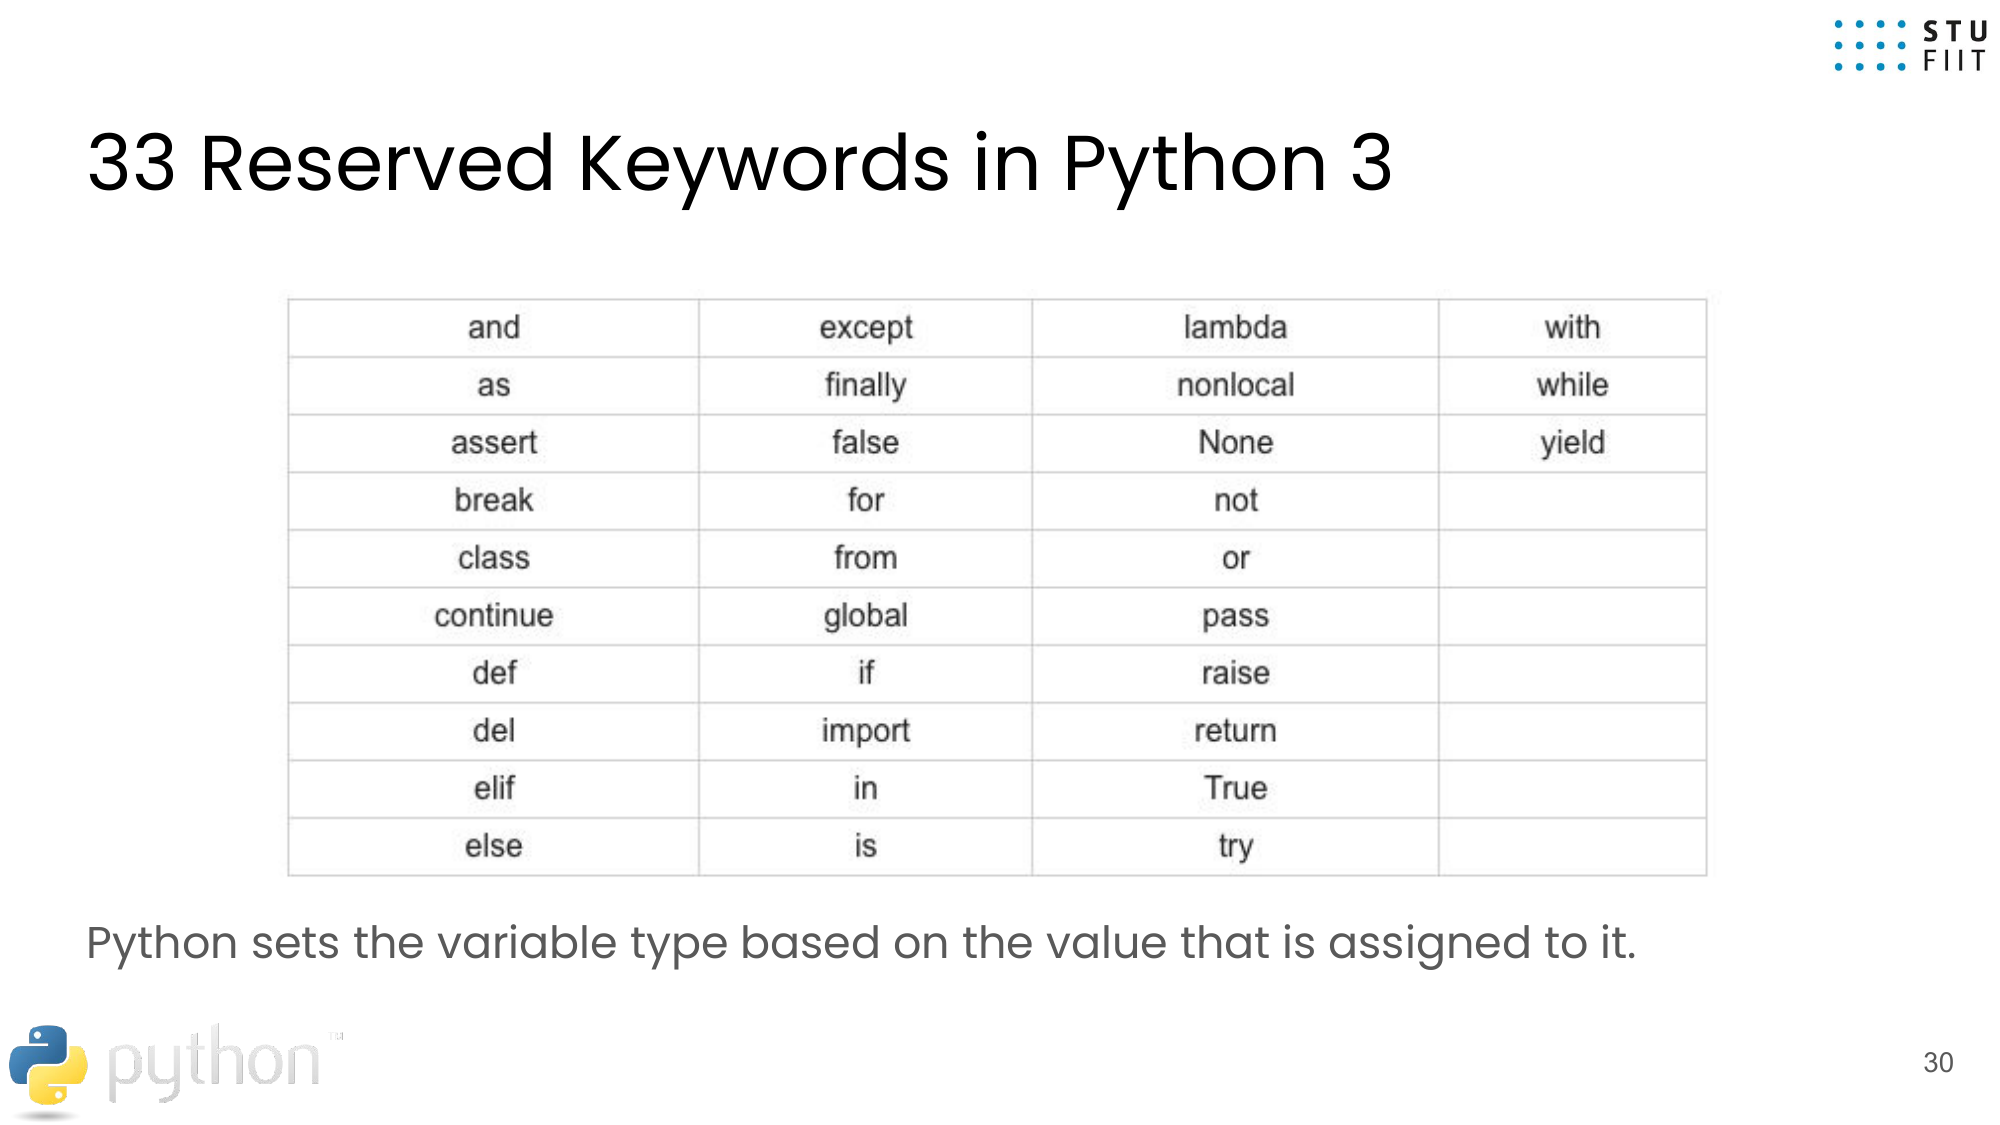 STU
FIIT
33 Reserved Keywords in Python 3
and except lambda with
as finally nonlocal while
assert false None yield
break for not
class from or
continue global pass
def if raise
del import return
elif in True
else is try
Python sets the variable type based on the value that is assigned to it.
python™
30